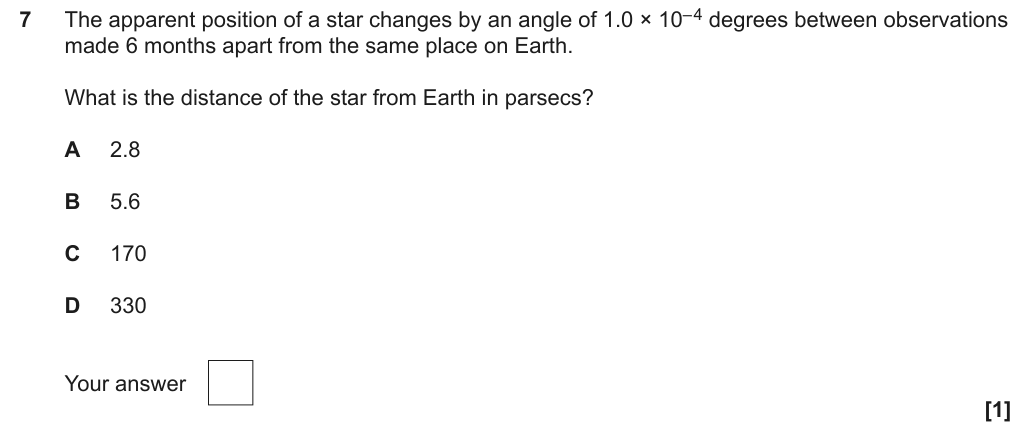 7 The apparent position of a star changes by an angle of 1.0 × 10⁻⁴ degrees between observations
made 6 months apart from the same place on Earth.
What is the distance of the star from Earth in parsecs?
A 2.8
B 5.6
C 170
D 330
Your answer
[1]